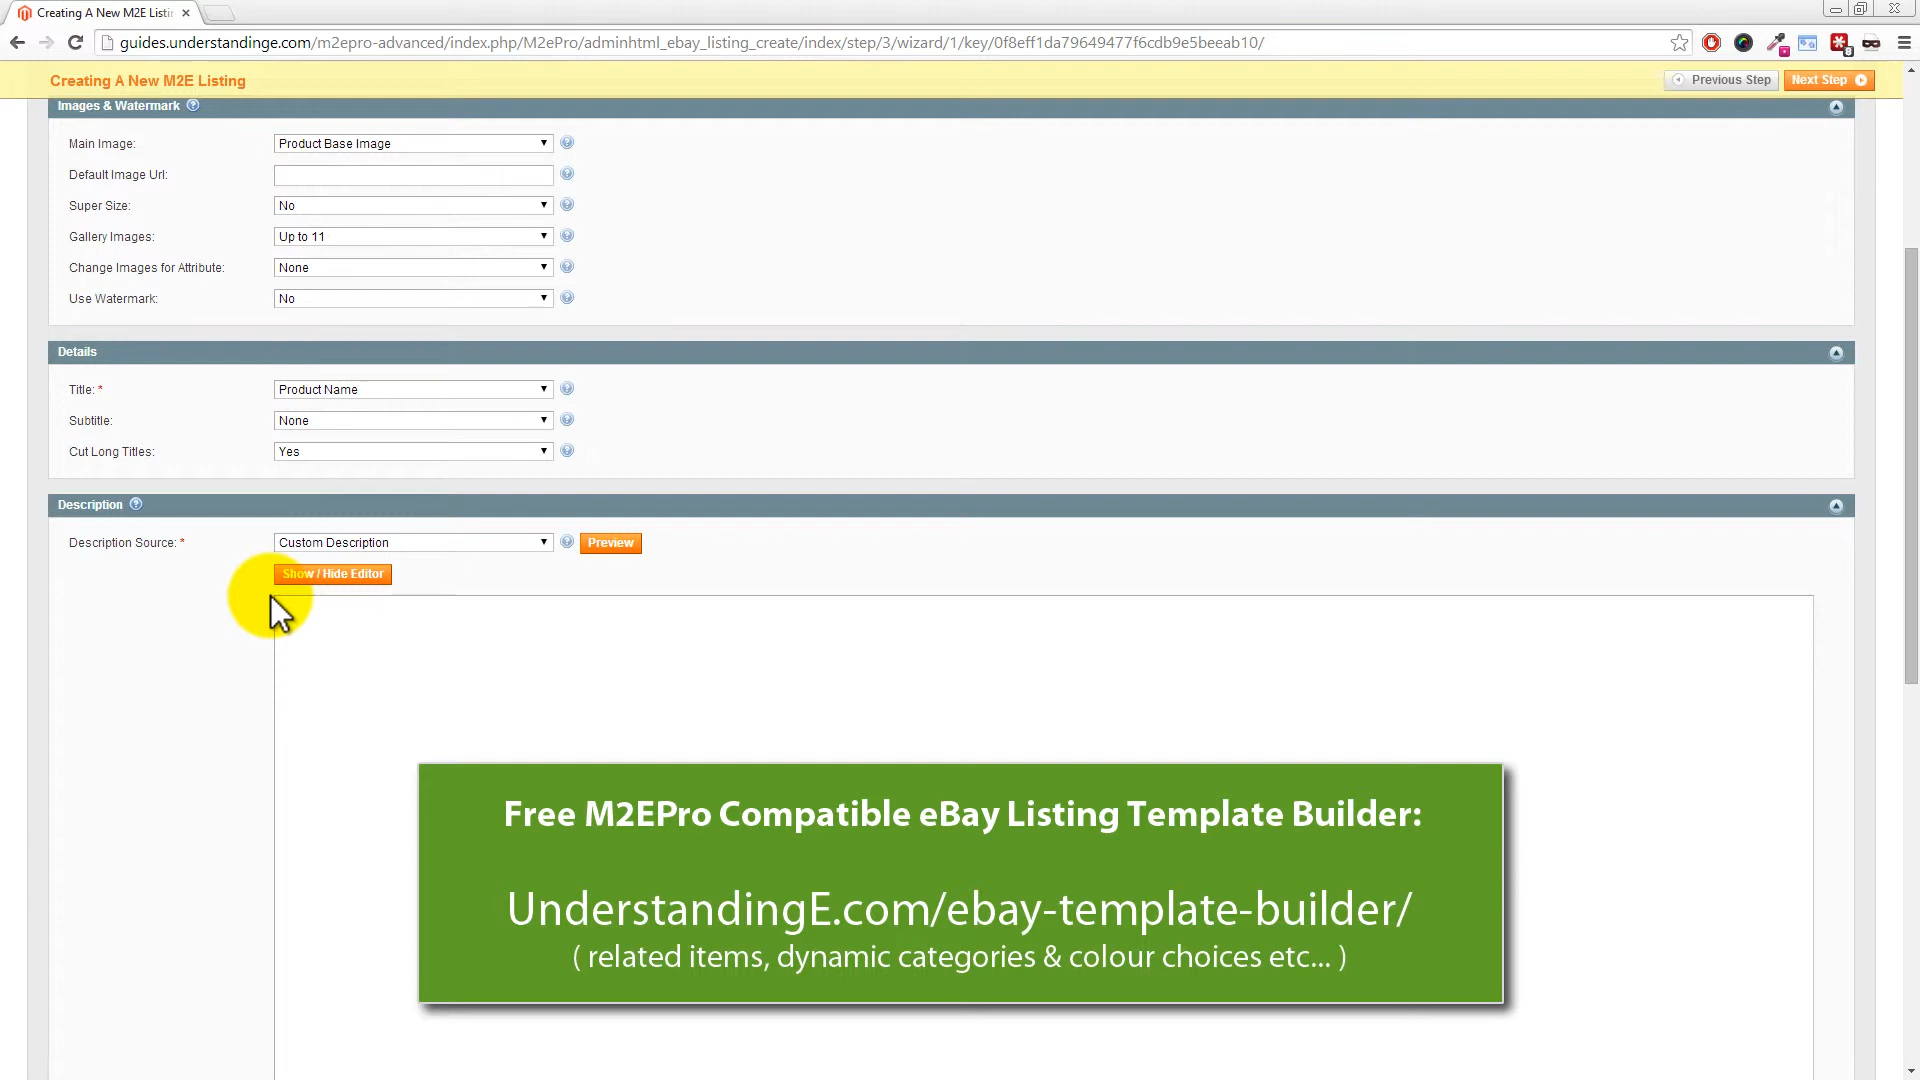 Creating A New M2E Listi
guides.understandinge.com/m2epro-advanced/index.php/M2ePro/adminhtml_ebay_listing_create/index/step/3/wizard/1/key/0f8eff1da79649477f6cdb9e5beeab10/
8
Creating A New M2E Listing
Previous Step
Next Step
Images & Watermark
Main Image: Product Base Image
Default Image Url:
Super Size: No
Gallery Images: Up to 11
Change Images for Attribute: None
Use Watermark: No
Details
Title: * Product Name
Subtitle: None
Cut Long Titles: Yes
Description
Description Source: * Custom Description Preview
Show / Hide Editor
Free M2EPro Compatible eBay Listing Template Builder:
UnderstandingE.com/ebay-template-builder/
( related items, dynamic categories & colour choices etc... )